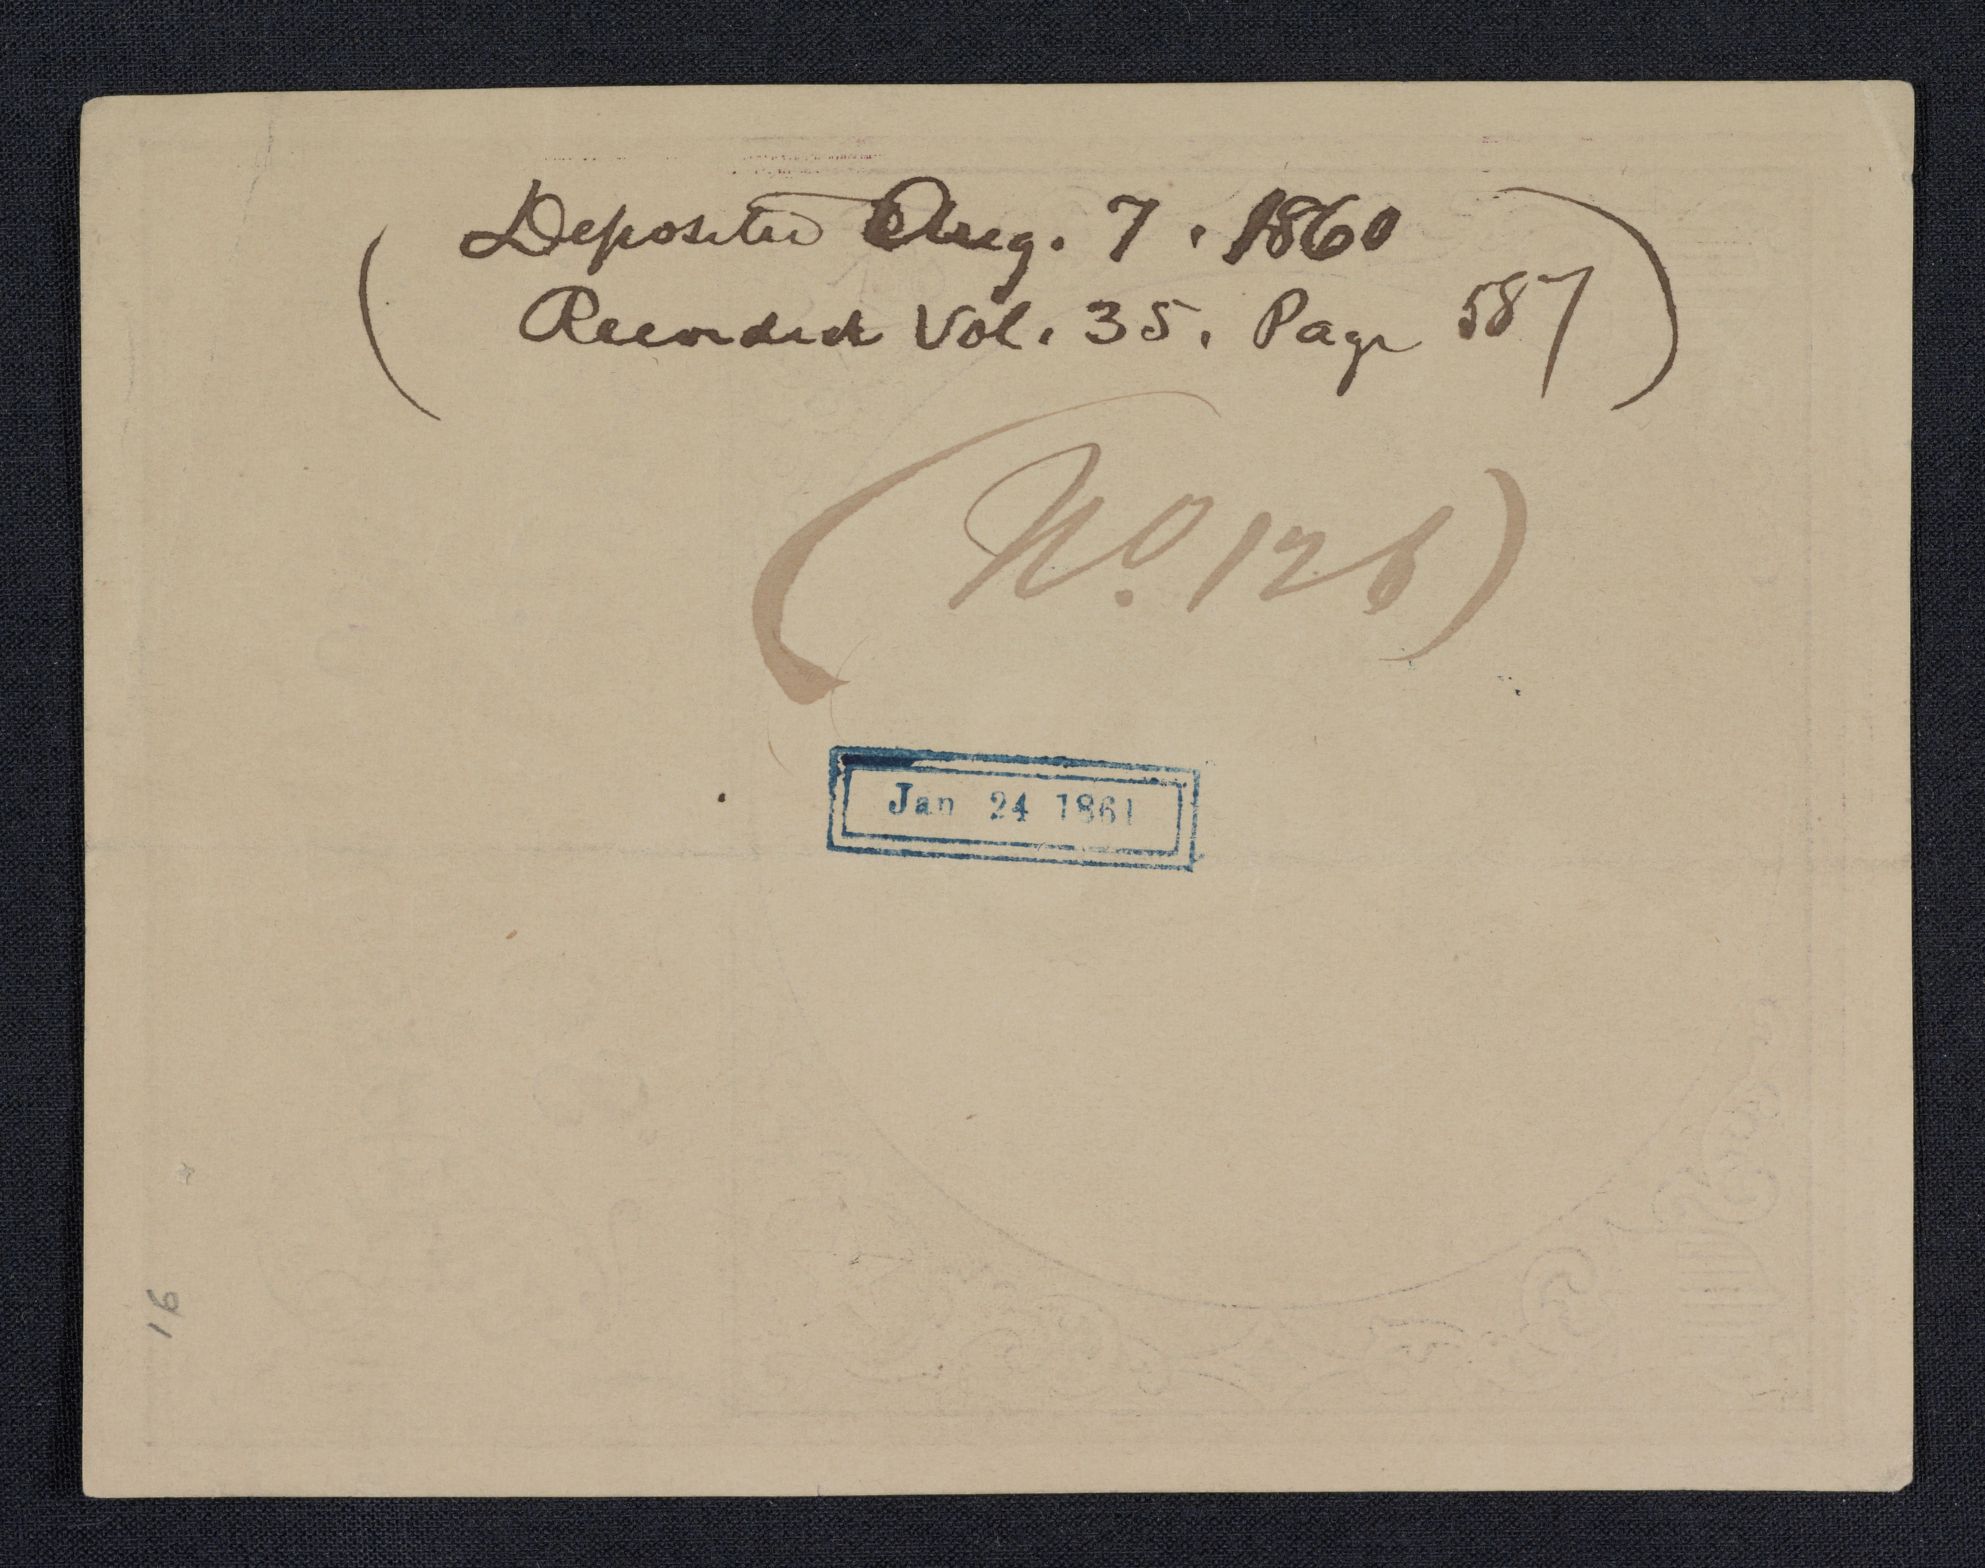 (Deposited Aug. 7. 1860
Recorded Vol. 35. Page 587)
(No. 126)
Jan 24 1861
16